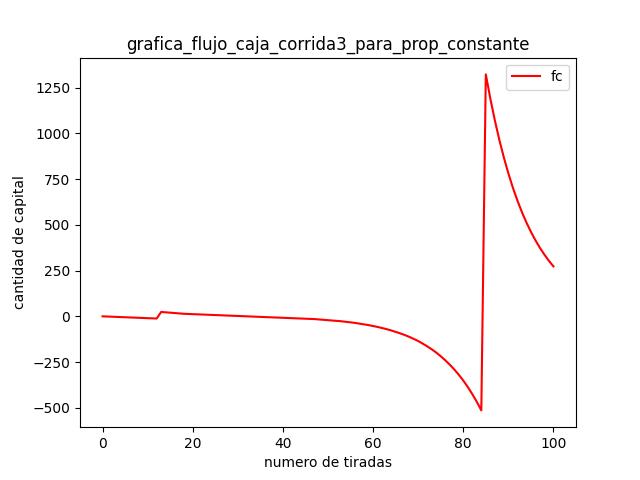 grafica_flujo_caja_corrida3_para_prop_constante
fc
1250
1000
750
500
250
0
−250
−500
cantidad de capital
0 20 40 60 80 100
numero de tiradas